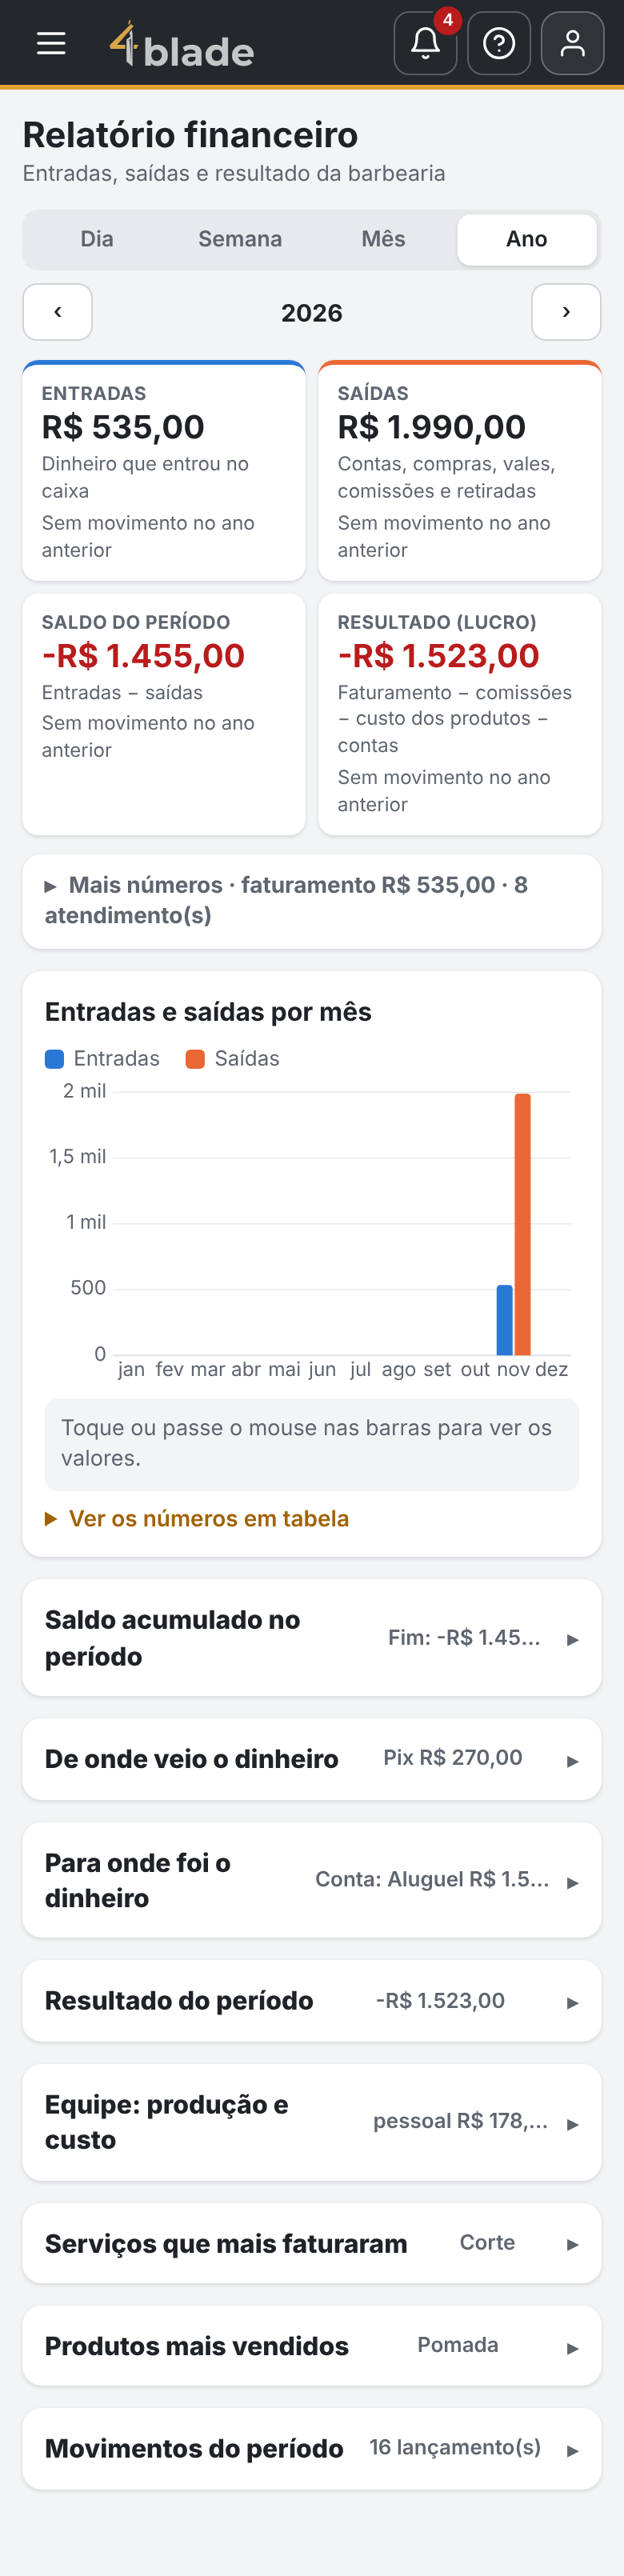 4blade
4
Relatório financeiro
Entradas, saídas e resultado da barbearia
Dia Semana Mês Ano
‹ 2026 ›
ENTRADAS
R$ 535,00
Dinheiro que entrou no
caixa
Sem movimento no ano
anterior
SAÍDAS
R$ 1.990,00
Contas, compras, vales,
comissões e retiradas
Sem movimento no ano
anterior
SALDO DO PERÍODO
-R$ 1.455,00
Entradas − saídas
Sem movimento no ano
anterior
RESULTADO (LUCRO)
-R$ 1.523,00
Faturamento − comissões
− custo dos produtos −
contas
Sem movimento no ano
anterior
▸ Mais números · faturamento R$ 535,00 · 8
atendimento(s)
Entradas e saídas por mês
Entradas Saídas
2 mil
1,5 mil
1 mil
500
0
jan fev mar abr mai jun jul ago set out nov dez
Toque ou passe o mouse nas barras para ver os
valores.
▸ Ver os números em tabela
Saldo acumulado no
período
Fim: -R$ 1.45... ▸
De onde veio o dinheiro Pix R$ 270,00 ▸
Para onde foi o
dinheiro
Conta: Aluguel R$ 1.5... ▸
Resultado do período -R$ 1.523,00 ▸
Equipe: produção e
custo
pessoal R$ 178,... ▸
Serviços que mais faturaram Corte ▸
Produtos mais vendidos Pomada ▸
Movimentos do período 16 lançamento(s) ▸